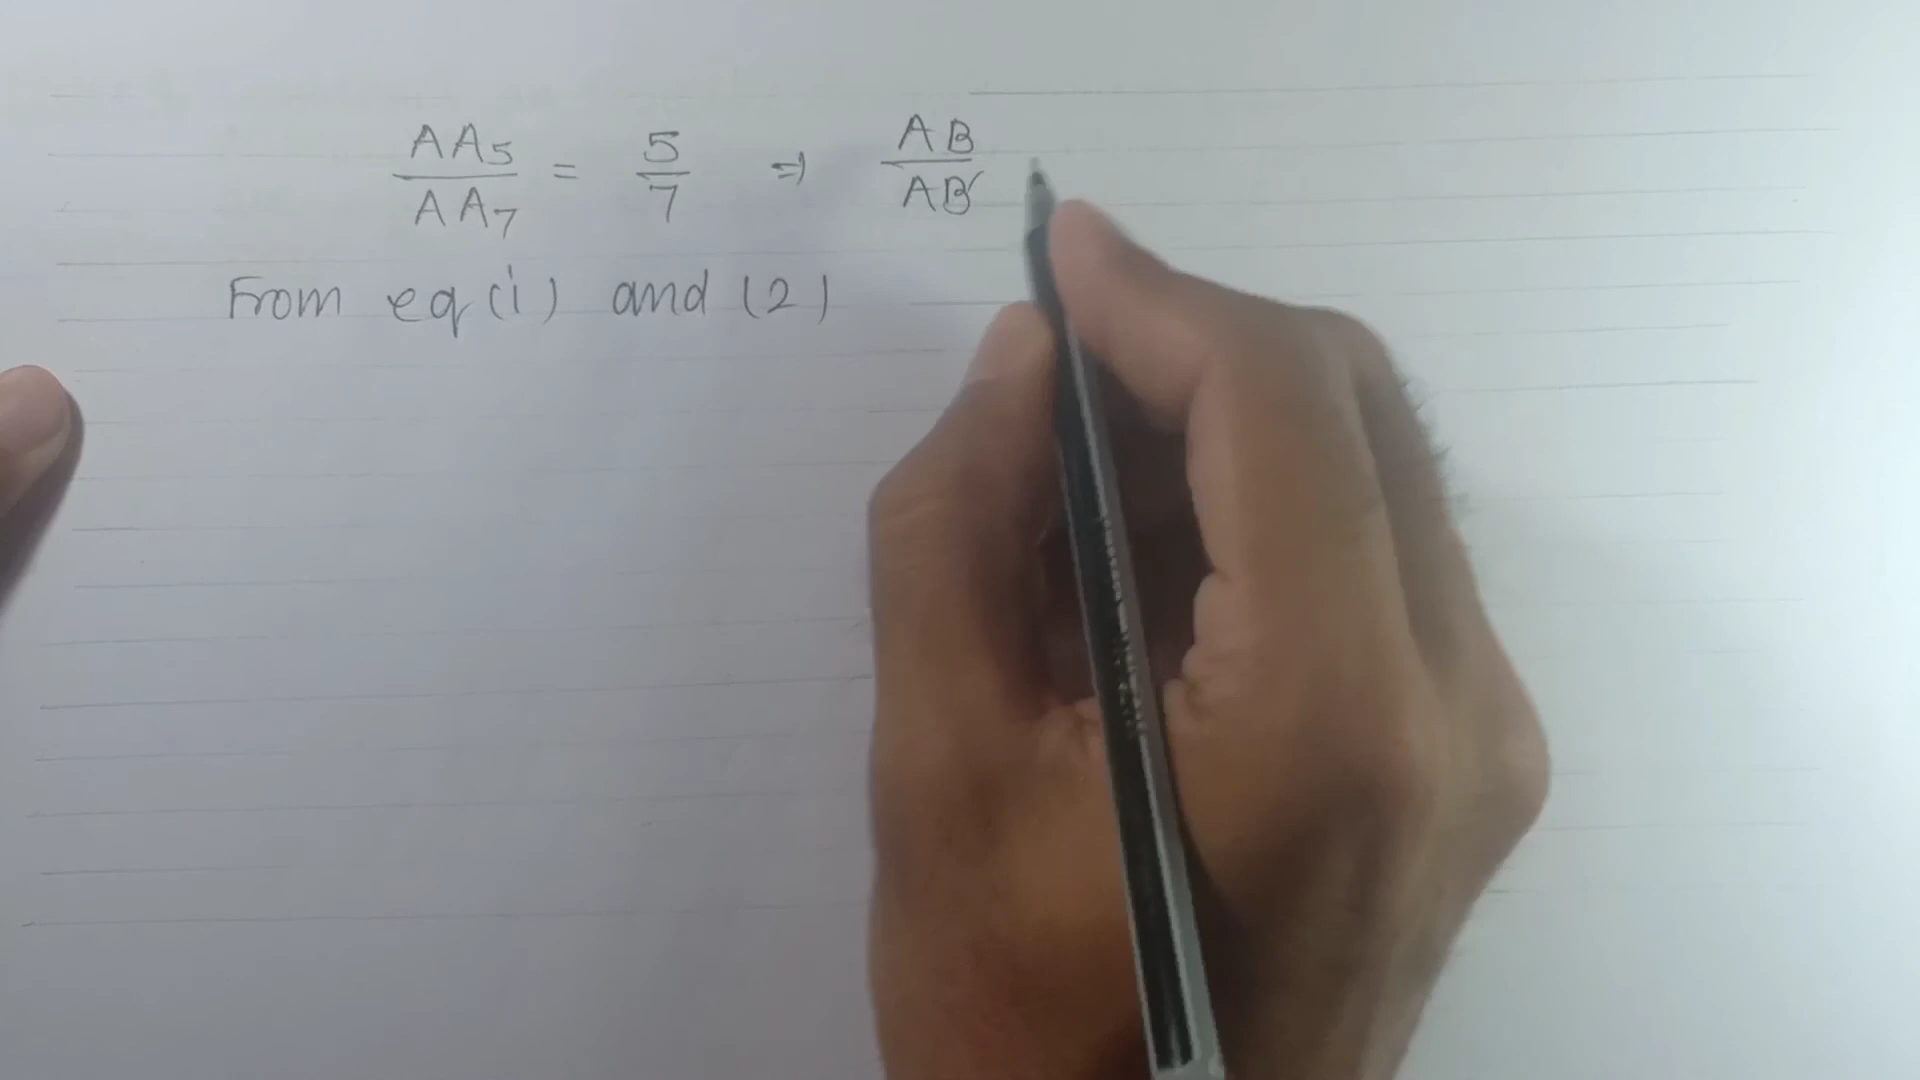 AA5/AA7 = 5/7 ⇒ AB/AB′
From eq (i) and (2)